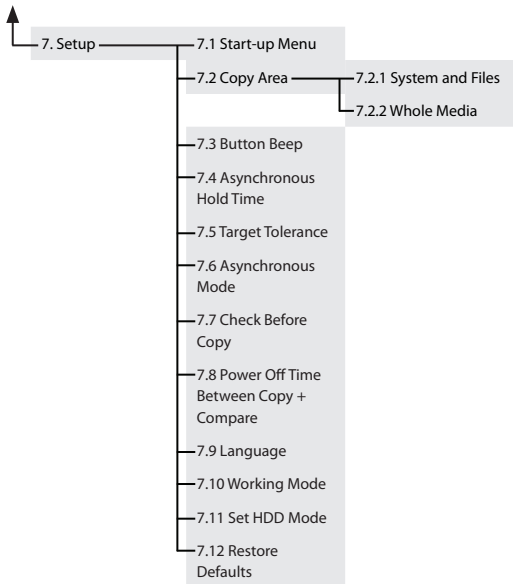 7. Setup
7.1 Start-up Menu
7.2 Copy Area
7.2.1 System and Files
7.2.2 Whole Media
7.3 Button Beep
7.4 Asynchronous
Hold Time
7.5 Target Tolerance
7.6 Asynchronous
Mode
7.7 Check Before
Copy
7.8 Power Off Time
Between Copy +
Compare
7.9 Language
7.10 Working Mode
7.11 Set HDD Mode
7.12 Restore
Defaults